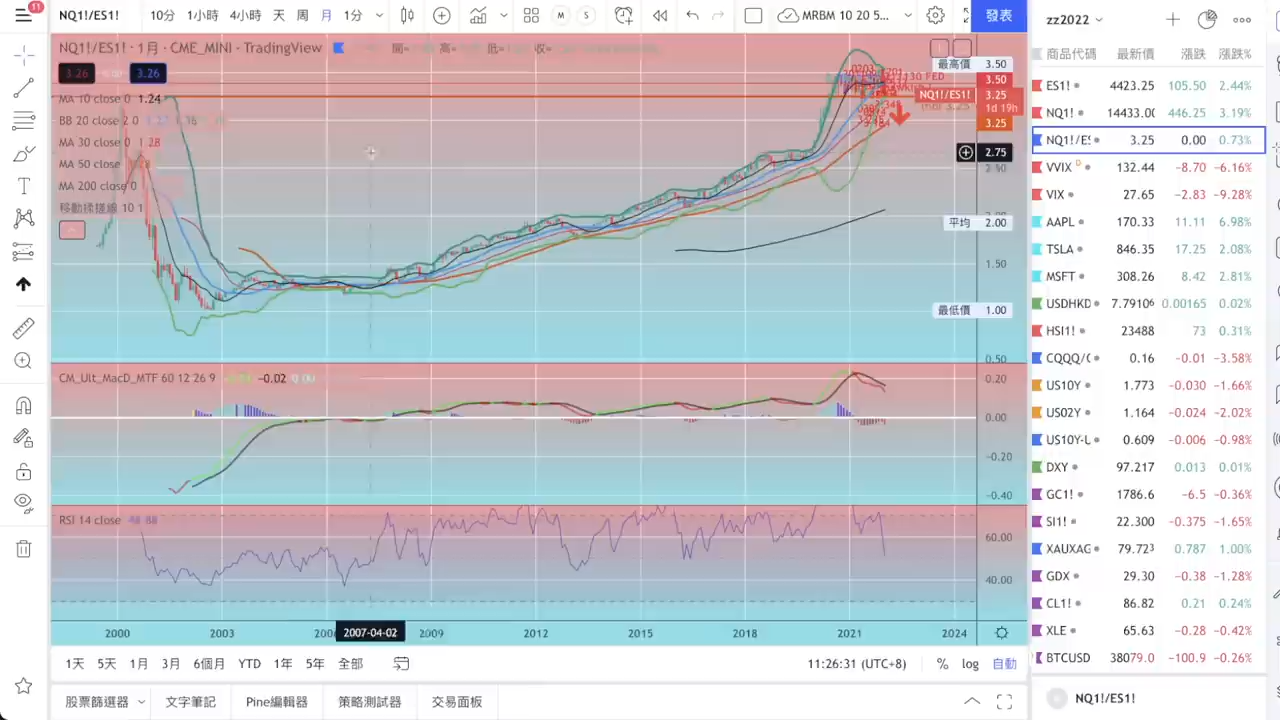 11
NQ1!/ES1!
10分 1小時 4小時 天 周 月 1分
M S
MRBM 10 20 5...
發表
zz2022
NQ1!/ES1! · 1月 · CME_MINI · TradingView
開= 高= 低= 收=
3.26 3.26
MA 10 close 0 1.24
BB 20 close 2 0
MA 30 close 0 1.28
MA 50 close
MA 200 close 0
移動揉搓線 10 1
最高價 3.50
3.50
NQ1!/ES1! 3.25
1d 19h
3.25
2.75
2.50
平均 2.00
1.50
最低價 1.00
0.50
CM_Ult_MacD_MTF 60 12 26 9 −0.02 0.00
0.20
0.00
−0.20
−0.40
RSI 14 close
60.00
40.00
2000 2003 2007-04-02 2009 2012 2015 2018 2021 2024
1天 5天 1月 3月 6個月 YTD 1年 5年 全部
11:26:31 (UTC+8) % log 自動
股票篩選器 文字筆記 Pine編輯器 策略測試器 交易面板
商品代碼 最新價 漲跌 漲跌%
ES1! 4423.25 105.50 2.44%
NQ1! 14433.00 446.25 3.19%
NQ1!/ES 3.25 0.00 0.73%
VVIX D 132.44 −8.70 −6.16%
VIX 27.65 −2.83 −9.28%
AAPL 170.33 11.11 6.98%
TSLA 846.35 17.25 2.08%
MSFT 308.26 8.42 2.81%
USDHKD 7.79106 0.00165 0.02%
HSI1! 23488 73 0.31%
CQQQ/( 0.16 −0.01 −3.58%
US10Y 1.773 −0.030 −1.66%
US02Y 1.164 −0.024 −2.02%
US10Y-U 0.609 −0.006 −0.98%
DXY 97.217 0.013 0.01%
GC1! 1786.6 −6.5 −0.36%
SI1! 22.300 −0.375 −1.65%
XAUXAG 79.723 0.787 1.00%
GDX 29.30 −0.38 −1.28%
CL1! 86.82 0.21 0.24%
XLE 65.63 −0.28 −0.42%
BTCUSD 38079.0 −100.9 −0.26%
NQ1!/ES1!